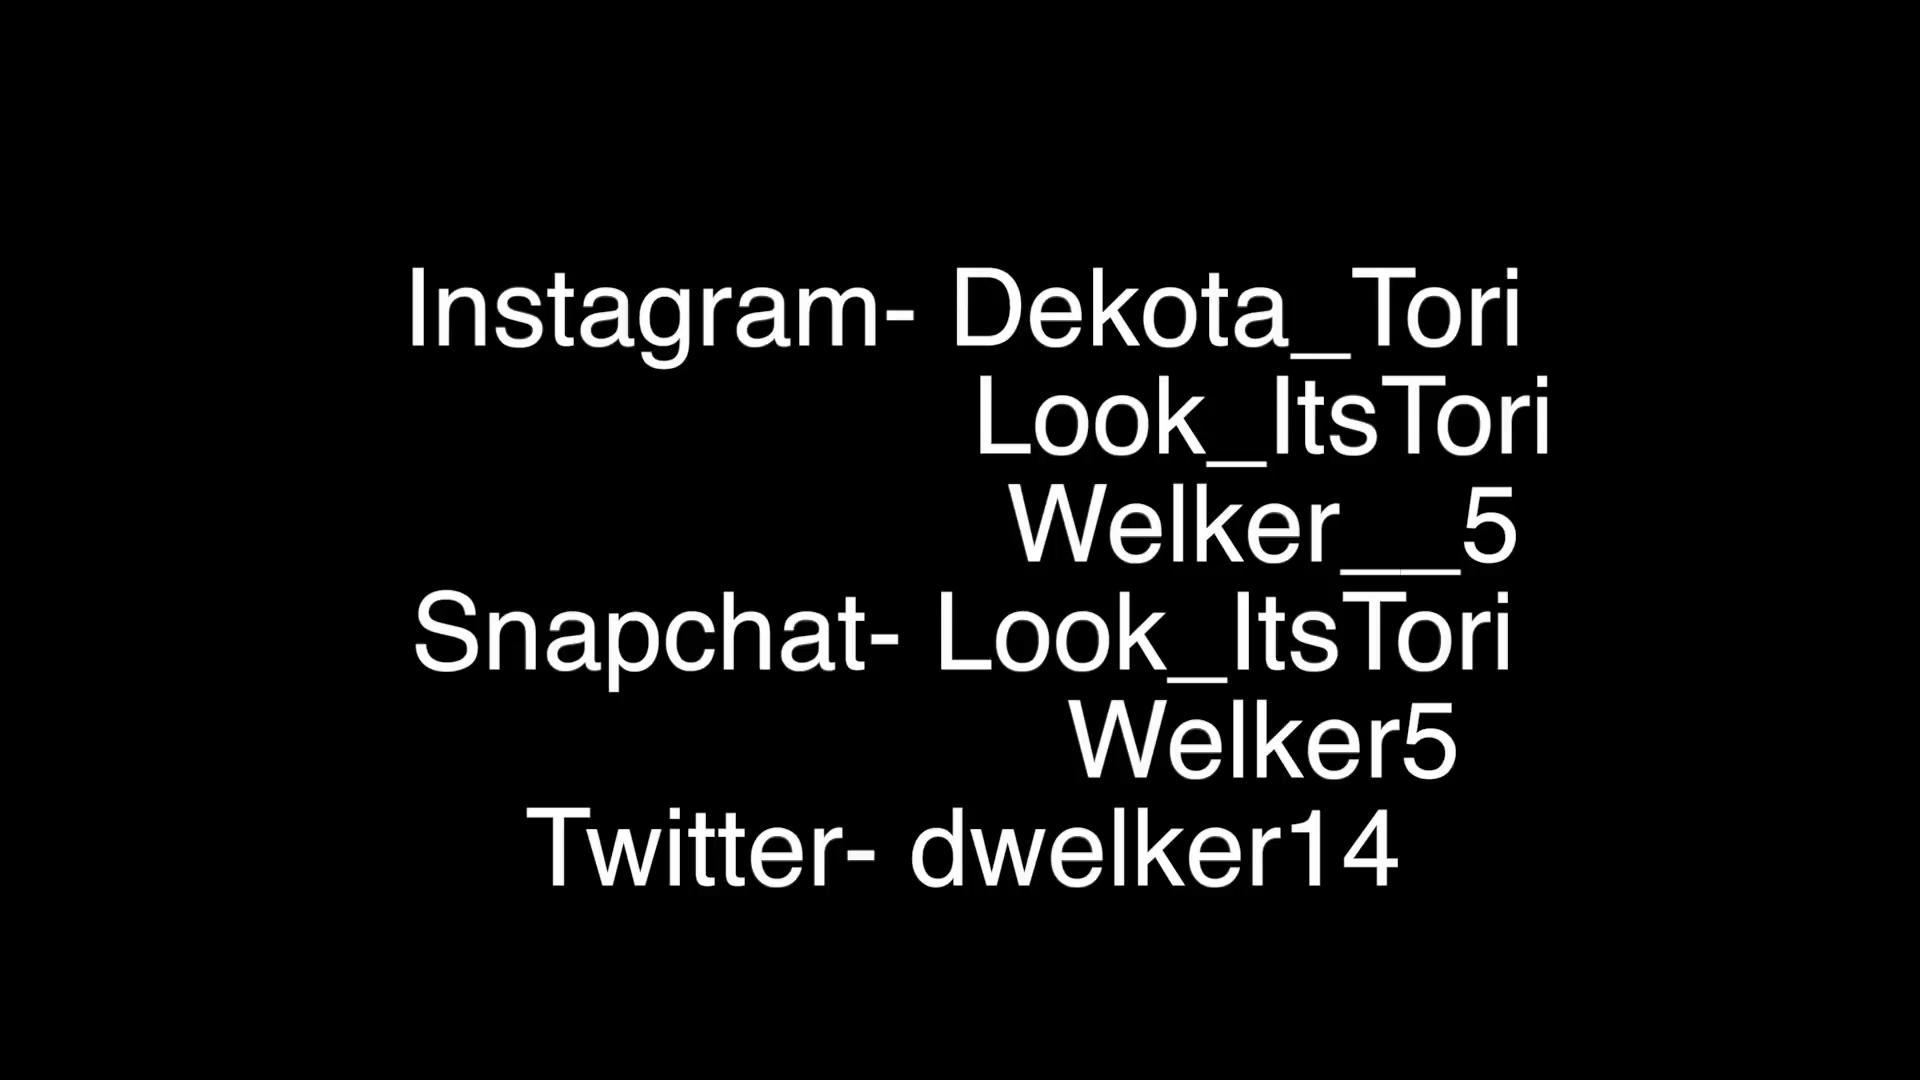 Instagram- Dekota_Tori
Look_ItsTori
Welker__5
Snapchat- Look_ItsTori
Welker5
Twitter- dwelker14